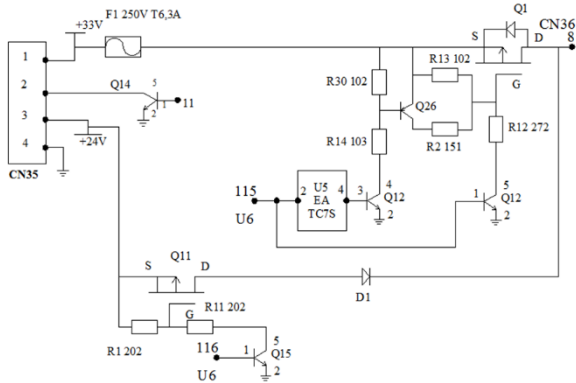 F1 250V T6,3A
Q1
+33V
CN36
S
D
8
1
R13 102
2
Q14
5
R30 102
G
1
11
2
Q26
3
R12 272
+24V
R14 103
R2 151
4
CN35
115
U5
4
5
2
EA
4
3
Q12
1
Q12
U6
TC7S
2
2
Q11
S
D
D1
R11 202
G
R1 202
116
5
1
Q15
U6
2